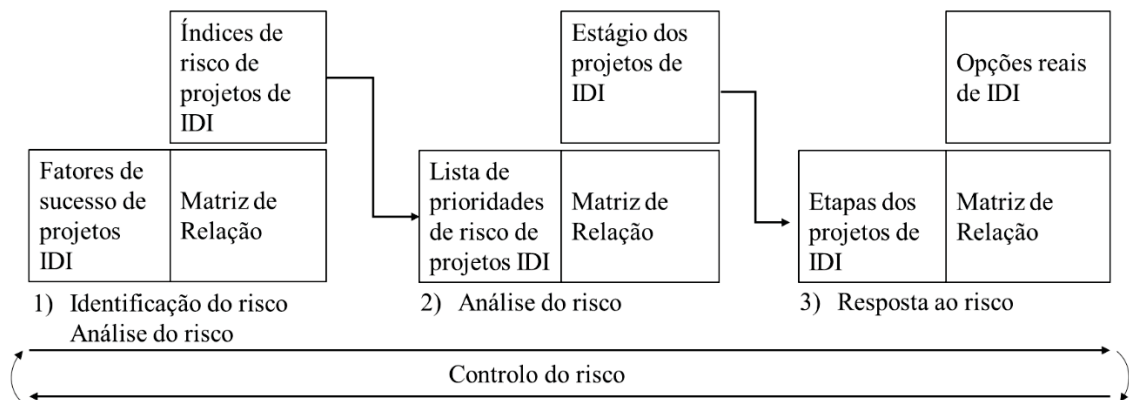 Índices de
risco de
projetos de
IDI
Fatores de
sucesso de
projetos
IDI
Matriz de
Relação
1) Identificação do risco
Análise do risco
Estágio dos
projetos de
IDI
Lista de
prioridades
de risco de
projetos IDI
Matriz de
Relação
2) Análise do risco
Opções reais
de IDI
Etapas dos
projetos de
IDI
Matriz de
Relação
3) Resposta ao risco
Controlo do risco